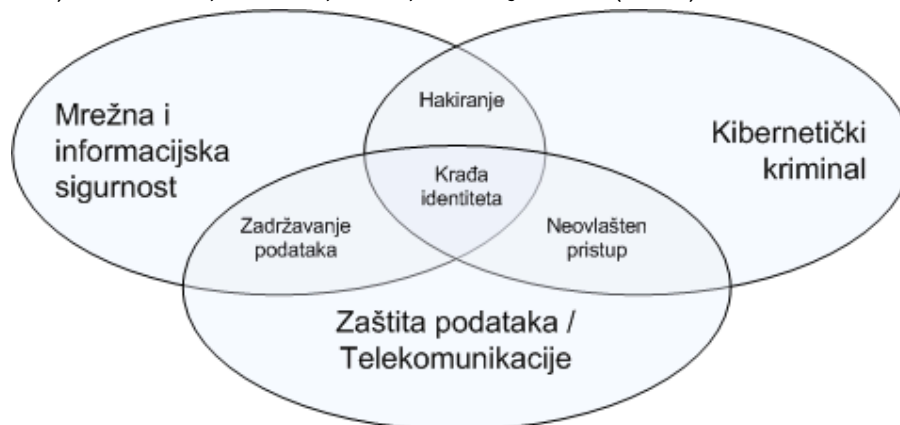 Hakiranje
Mrežna i
informacijska
sigurnost
Kibernetički
kriminal
Krađa
identiteta
Zadržavanje
podataka
Neovlašten
pristup
Zaštita podataka /
Telekomunikacije